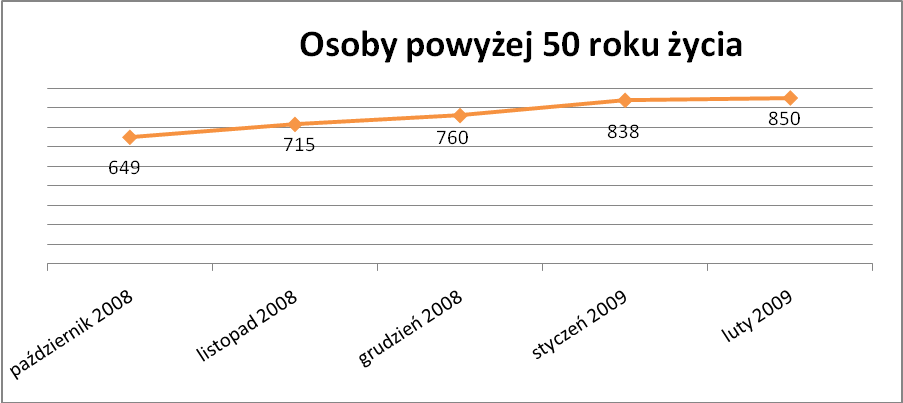 Osoby powyżej 50 roku życia
649
715
760
838
850
październik 2008
listopad 2008
grudzień 2008
styczeń 2009
luty 2009